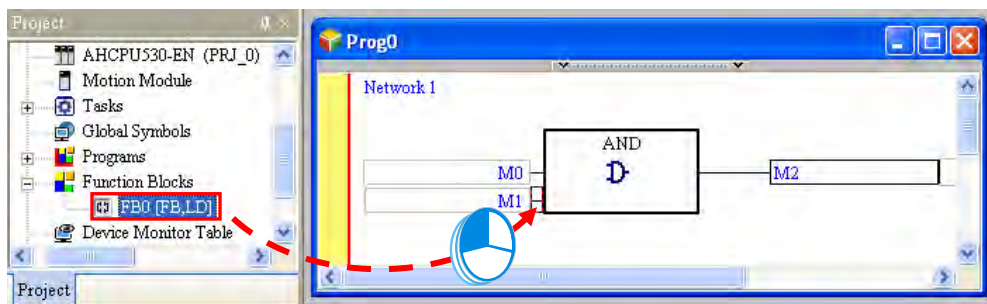 Project
AHCPU530-EN (PRJ_0)
Motion Module
Tasks
Global Symbols
Programs
Function Blocks
FB0 [FB,LD]
Device Monitor Table
Project
Prog0
Network 1
AND
M0
M2
M1